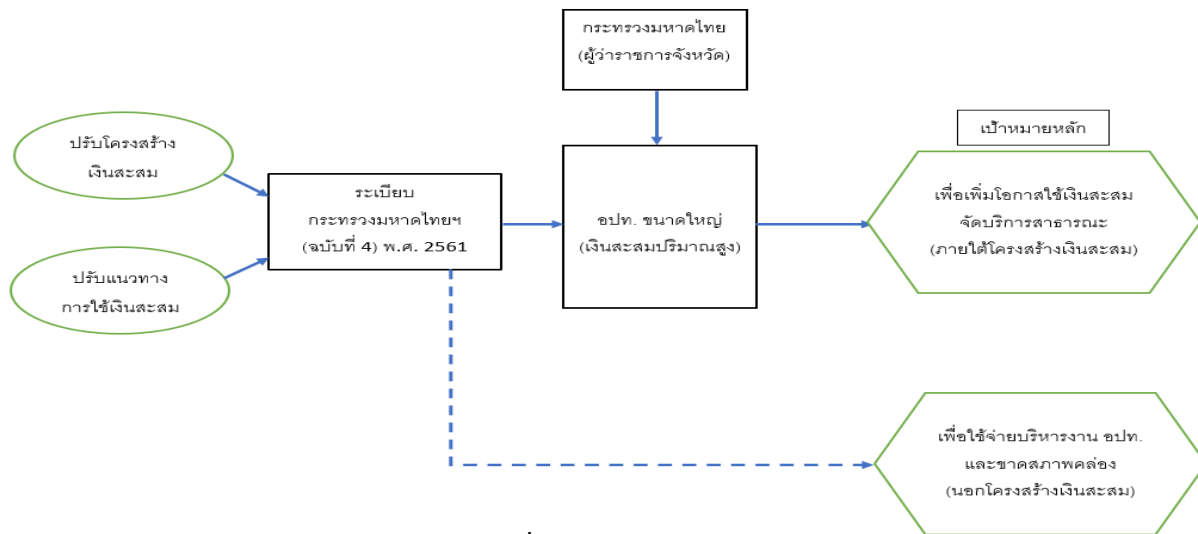 กระทรวงมหาดไทย
(ผู้ว่าราชการจังหวัด)
ปรับโครงสร้าง
เงินสะสม
ปรับแนวทาง
การใช้เงินสะสม
ระเบียบ
กระทรวงมหาดไทยฯ
(ฉบับที่ 4) พ.ศ. 2561
อปท. ขนาดใหญ่
(เงินสะสมปริมาณสูง)
เป้าหมายหลัก
เพื่อเพิ่มโอกาสใช้เงินสะสม
จัดบริการสาธารณะ
(ภายใต้โครงสร้างเงินสะสม)
เพื่อใช้จ่ายบริหารงาน อปท.
และขาดสภาพคล่อง
(นอกโครงสร้างเงินสะสม)